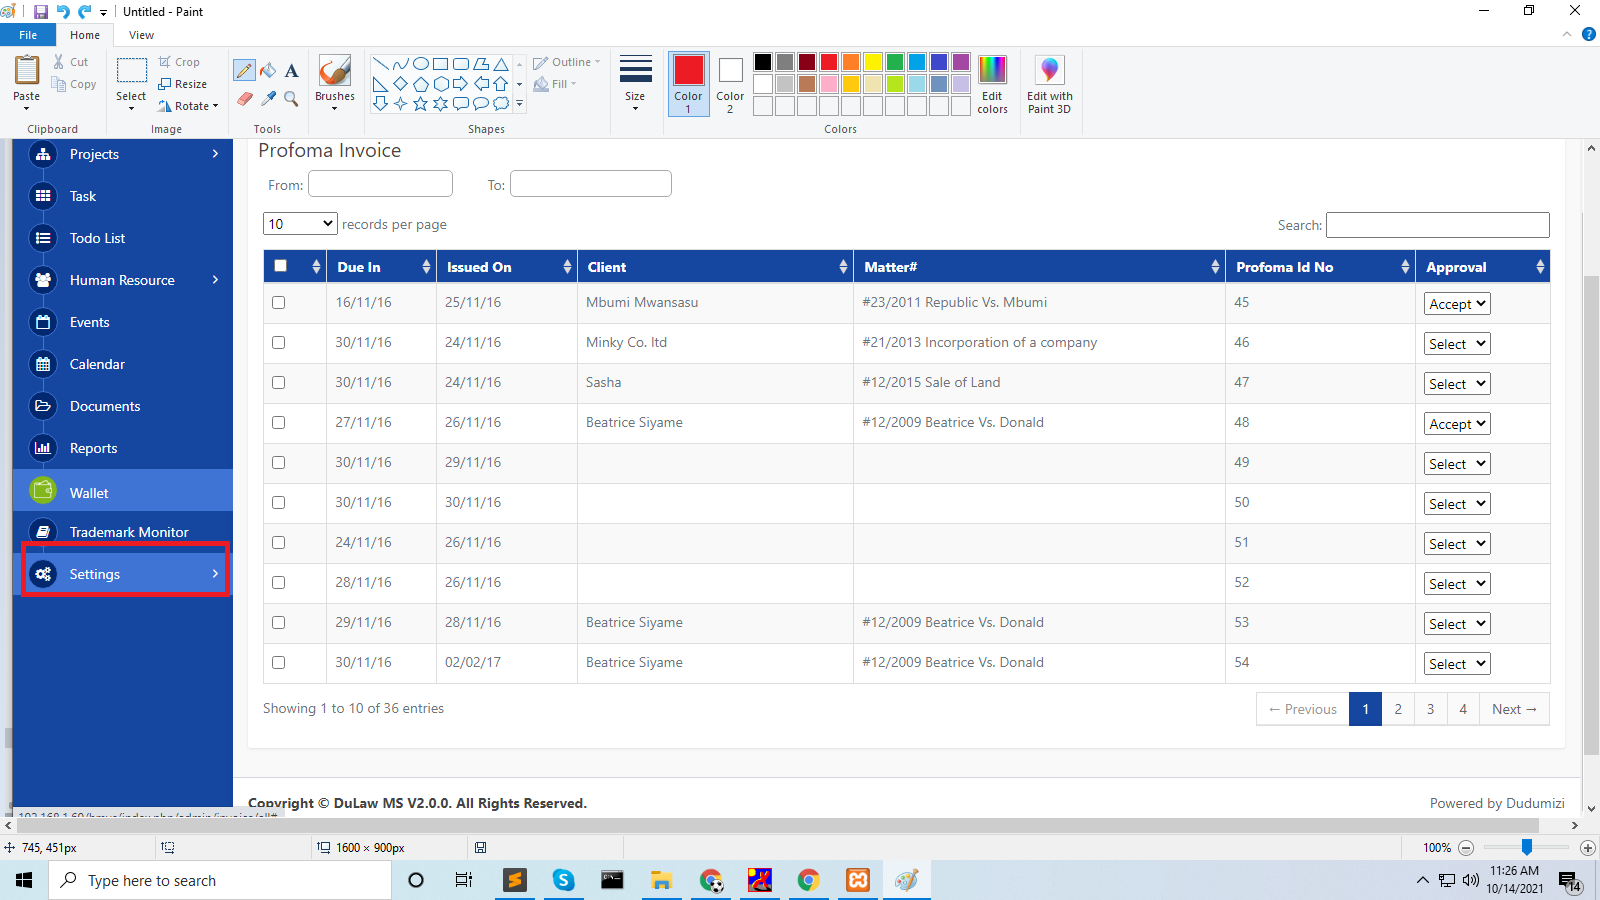 Untitled - Paint
File Home View
Paste Cut Copy
Clipboard
Select Crop Resize Rotate
Image
A
Tools
Brushes
Outline Fill
Shapes
Size
Color 1 Color 2
Edit colors
Colors
Edit with Paint 3D
Projects
Task
Todo List
Human Resource
Events
Calendar
Documents
Reports
Wallet
Trademark Monitor
Settings
Profoma Invoice
From: To:
10 records per page Search:
Due In Issued On Client Matter# Profoma Id No Approval
16/11/16 25/11/16 Mbumi Mwansasu #23/2011 Republic Vs. Mbumi 45 Accept
30/11/16 24/11/16 Minky Co. ltd #21/2013 Incorporation of a company 46 Select
30/11/16 24/11/16 Sasha #12/2015 Sale of Land 47 Select
27/11/16 26/11/16 Beatrice Siyame #12/2009 Beatrice Vs. Donald 48 Accept
30/11/16 29/11/16 49 Select
30/11/16 30/11/16 50 Select
24/11/16 26/11/16 51 Select
28/11/16 26/11/16 52 Select
29/11/16 28/11/16 Beatrice Siyame #12/2009 Beatrice Vs. Donald 53 Select
30/11/16 02/02/17 Beatrice Siyame #12/2009 Beatrice Vs. Donald 54 Select
Showing 1 to 10 of 36 entries ← Previous 1 2 3 4 Next →
Copyright © DuLaw MS V2.0.0. All Rights Reserved. Powered by Dudumizi
745, 451px 1600 × 900px 100%
Type here to search
11:26 AM
10/14/2021
14